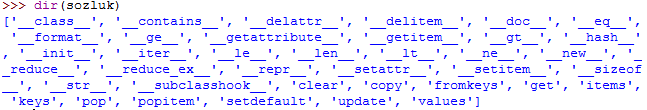 >>> dir(sozluk)
['__class__', '__contains__', '__delattr__', '__delitem__', '__doc__', '__eq__',
'__format__', '__ge__', '__getattribute__', '__getitem__', '__gt__', '__hash__'
, '__init__', '__iter__', '__le__', '__len__', '__lt__', '__ne__', '__new__', '_
_reduce__', '__reduce_ex__', '__repr__', '__setattr__', '__setitem__', '__sizeof
__', '__str__', '__subclasshook__', 'clear', 'copy', 'fromkeys', 'get', 'items',
'keys', 'pop', 'popitem', 'setdefault', 'update', 'values']